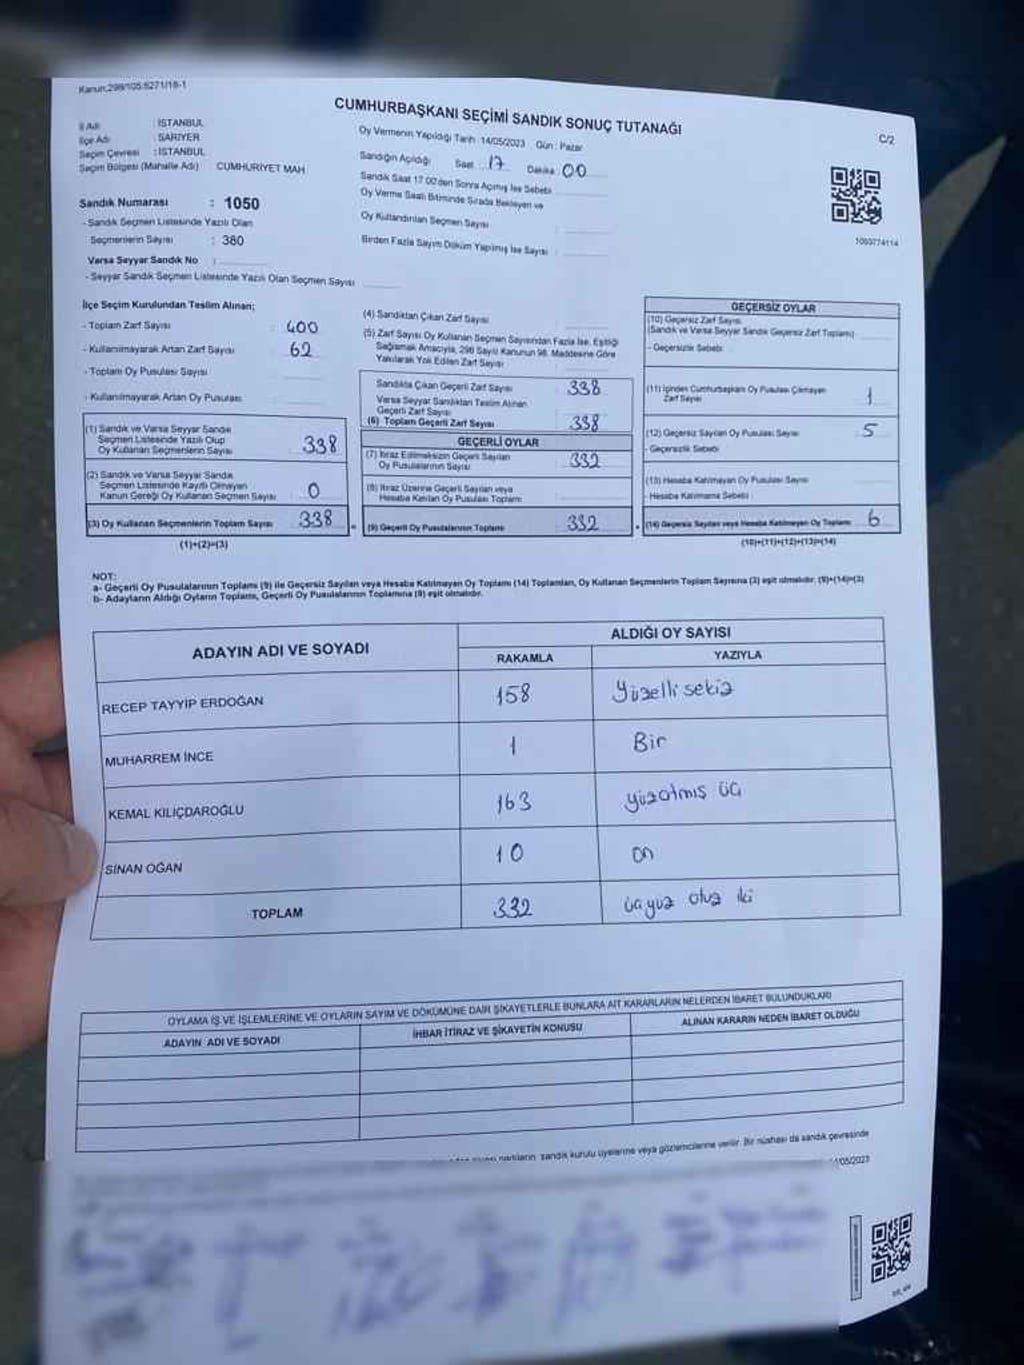 Kanun:298/105:6271/16-1
CUMHURBAŞKANI SEÇİMİ SANDIK SONUÇ TUTANAĞI
C/2
İl Adı : İSTANBUL
İlçe Adı : SARIYER
Seçim Çevresi : İSTANBUL
Seçim Bölgesi (Mahalle Adı) CUMHURİYET MAH
Sandık Numarası : 1050
- Sandık Seçmen Listesinde Yazılı Olan
Seçmenlerin Sayısı : 380
Varsa Seyyar Sandık No :
- Seyyar Sandık Seçmen Listesinde Yazılı Olan Seçmen Sayısı
Oy Vermenin Yapıldığı Tarih : 14/05/2023 Gün : Pazar
Sandığın Açıldığı Saat : 17 Dakika : 00
Sandık Saat 17:00'den Sonra Açmış İse Sebebi
Oy Verme Saati Bitiminde Sırada Bekleyen ve
Oy Kullandırılan Seçmen Sayısı :
Birden Fazla Sayım Döküm Yapılmış İse Sayısı :
1093774114
İlçe Seçim Kurulundan Teslim Alınan;
- Toplam Zarf Sayısı : 400
- Kullanılmayarak Artan Zarf Sayısı : 62
- Toplam Oy Pusulası Sayısı :
- Kullanılmayarak Artan Oy Pusulası :
(1) Sandık ve Varsa Seyyar Sandık
Seçmen Listesinde Yazılı Olup
Oy Kullanan Seçmenlerin Sayısı 338
(2) Sandık ve Varsa Seyyar Sandık
Seçmen Listesinde Kayıtlı Olmayan
Kanun Gereği Oy Kullanan Seçmen Sayısı 0
(3) Oy Kullanan Seçmenlerin Toplam Sayısı 338
(1)+(2)=(3)
(4) Sandıktan Çıkan Zarf Sayısı :
(5) Zarf Sayısı Oy Kullanan Seçmen Sayısından Fazla İse, Eşitliği
Sağlamak Amacıyla, 298 Sayılı Kanunun 98. Maddesine Göre
Yakılarak Yok Edilen Zarf Sayısı :
Sandıkta Çıkan Geçerli Zarf Sayısı : 338
Varsa Seyyar Sandıktan Teslim Alınan
Geçerli Zarf Sayısı :
(6) Toplam Geçerli Zarf Sayısı : 338
GEÇERLİ OYLAR
(7) İtiraz Edilmeksizin Geçerli Sayılan
Oy Pusulalarının Sayısı : 332
(8) İtiraz Üzerine Geçerli Sayılan veya
Hesaba Katılan Oy Pusulası Toplamı :
(9) Geçerli Oy Pusulalarının Toplamı : 332
GEÇERSİZ OYLAR
(10) Geçersiz Zarf Sayısı
(Sandık ve Varsa Seyyar Sandık Geçersiz Zarf Toplamı)
- Geçersizlik Sebebi :
(11) İçinden Cumhurbaşkanı Oy Pusulası Çıkmayan
Zarf Sayısı : 1
(12) Geçersiz Sayılan Oy Pusulası Sayısı : 5
- Geçersizlik Sebebi
(13) Hesaba Katılmayan Oy Pusulası Sayısı
- Hesaba Katılmama Sebebi :
(14) Geçersiz Sayılan veya Hesaba Katılmayan Oy Toplamı : 6
(10)+(11)+(12)+(13)=(14)
NOT:
a- Geçerli Oy Pusulalarının Toplamı (9) ile Geçersiz Sayılan veya Hesaba Katılmayan Oy Toplamı (14) Toplamları, Oy Kullanan Seçmenlerin Toplam Sayısına (3) eşit olmalıdır. (9)+(14)=(3)
b- Adayların Aldığı Oyların Toplamı, Geçerli Oy Pusulalarının Toplamına (9) eşit olmalıdır.
ADAYIN ADI VE SOYADI
ALDIĞI OY SAYISI
RAKAMLA YAZIYLA
RECEP TAYYİP ERDOĞAN 158 Yüzelli sekiz
MUHARREM İNCE 1 Bir
KEMAL KILIÇDAROĞLU 163 yüzatmış üç
SİNAN OĞAN 10 on
TOPLAM 332 üçyüz otuz iki
OYLAMA İŞ VE İŞLEMLERİNE VE OYLARIN SAYIM VE DÖKÜMÜNE DAİR ŞİKAYETLERLE BUNLARA AİT KARARLARIN NELERDEN İBARET BULUNDUKLARI
ADAYIN ADI VE SOYADI İHBAR İTİRAZ VE ŞİKAYETİN KONUSU ALINAN KARARIN NEDEN İBARET OLDUĞU
sandık kurulu üyelerine veya gözlemcilerine verilir. Bir nüshası da sandık çevresinde
/05/2023